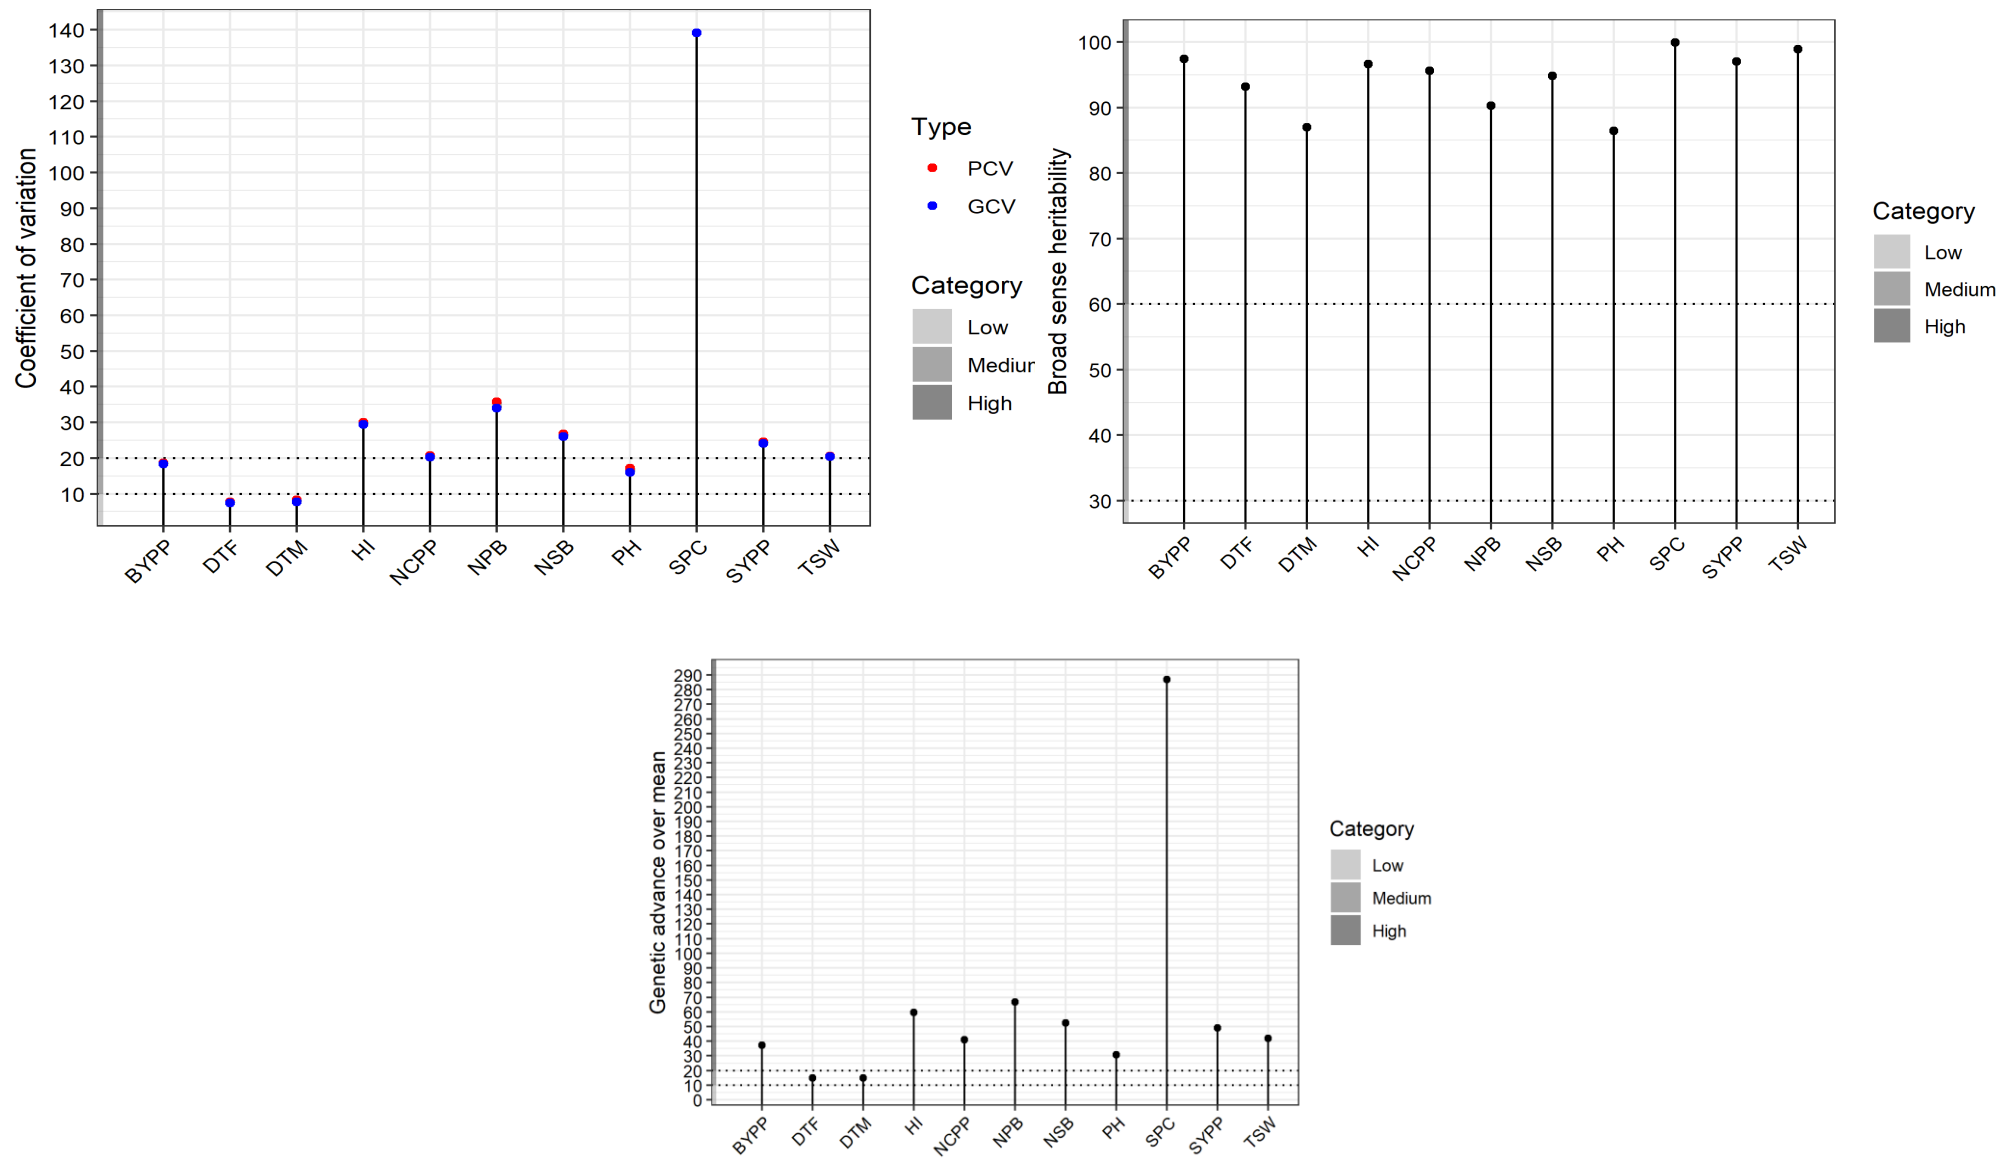 Coefficient of variation
140
130
120
110
100
90
80
70
60
50
40
30
20
10
BYPP
DTF
DTM
HI
NCPP
NPB
NSB
PH
SPC
SYPP
TSW
Type
PCV
GCV
Category
Low
Mediur
High
Broad sense heritability
100
90
80
70
60
50
40
30
BYPP
DTF
DTM
HI
NCPP
NPB
NSB
PH
SPC
SYPP
TSW
Category
Low
Medium
High
Genetic advance over mean
290
280
270
260
250
240
230
220
210
200
190
180
170
160
150
140
130
120
110
100
90
80
70
60
50
40
30
20
10
0
BYPP
DTF
DTM
HI
NCPP
NPB
NSB
PH
SPC
SYPP
TSW
Category
Low
Medium
High